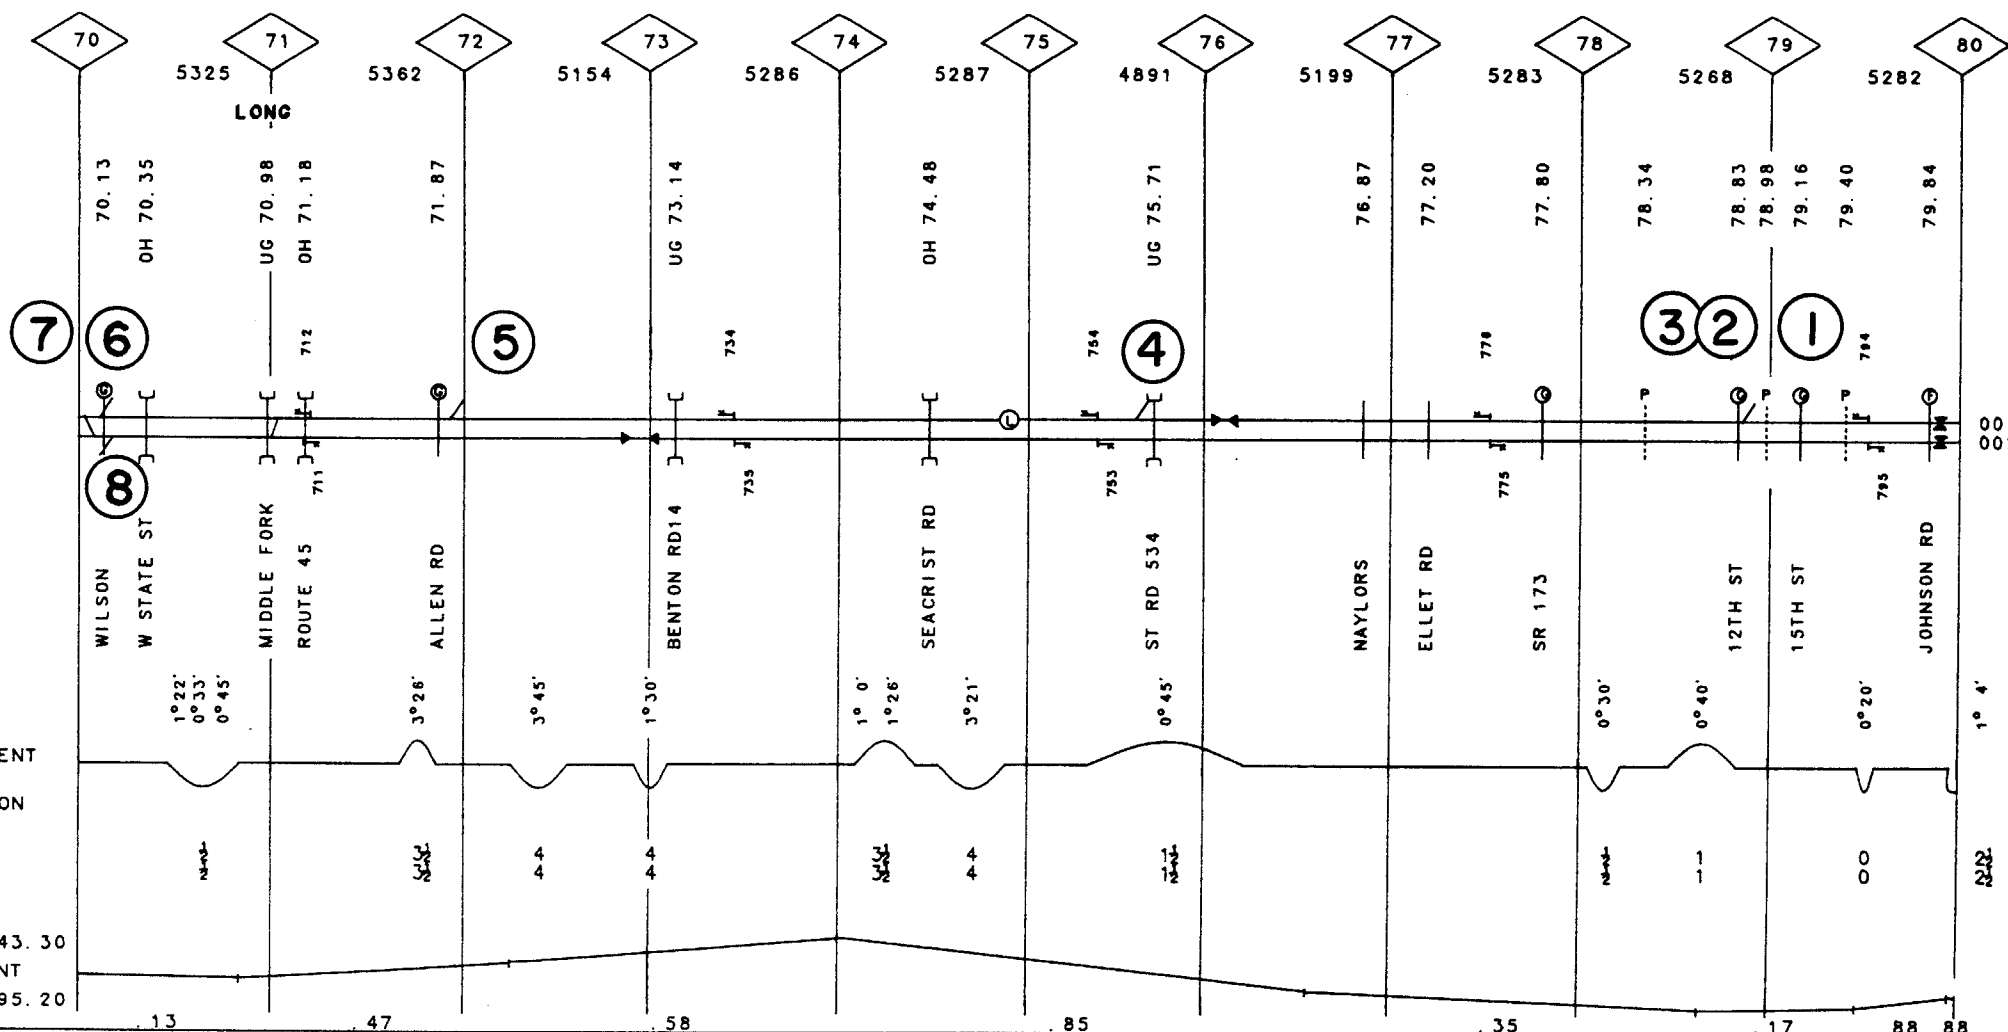 70 71 72 73 74 75 76 77 78 79 80
5325 5362 5154 5286 5287 4891 5199 5283 5268 5282
LONG
70.13
OH 70.35
UG 70.98
OH 71.18
71.87
UG 73.14
OH 74.48
UG 75.71
76.87
77.20
77.80
78.34
78.83
78.98
79.16
79.40
79.84
7 6 5 4 3 2 1
712 734 754 794
G G L G P G P G P F
00
00
8
711 735 753 775 795
WILSON
W STATE ST
MIDDLE FORK
ROUTE 45
ALLEN RD
BENTON RD14
SEACRIST RD
ST RD 534
NAYLORS
ELLET RD
SR 173
12TH ST
15TH ST
JOHNSON RD
1°22'
0°33'
0°45'
3°26'
3°45'
1°30'
1° 0'
1°26'
3°21'
0°45'
0°30'
0°40'
0°20'
1° 4'
ENT
ON
4 4 4 1 0
4 4 4 1 0
43.30
NT
95.20
.13 .47 .58 .85 .35 .17 .88 .88